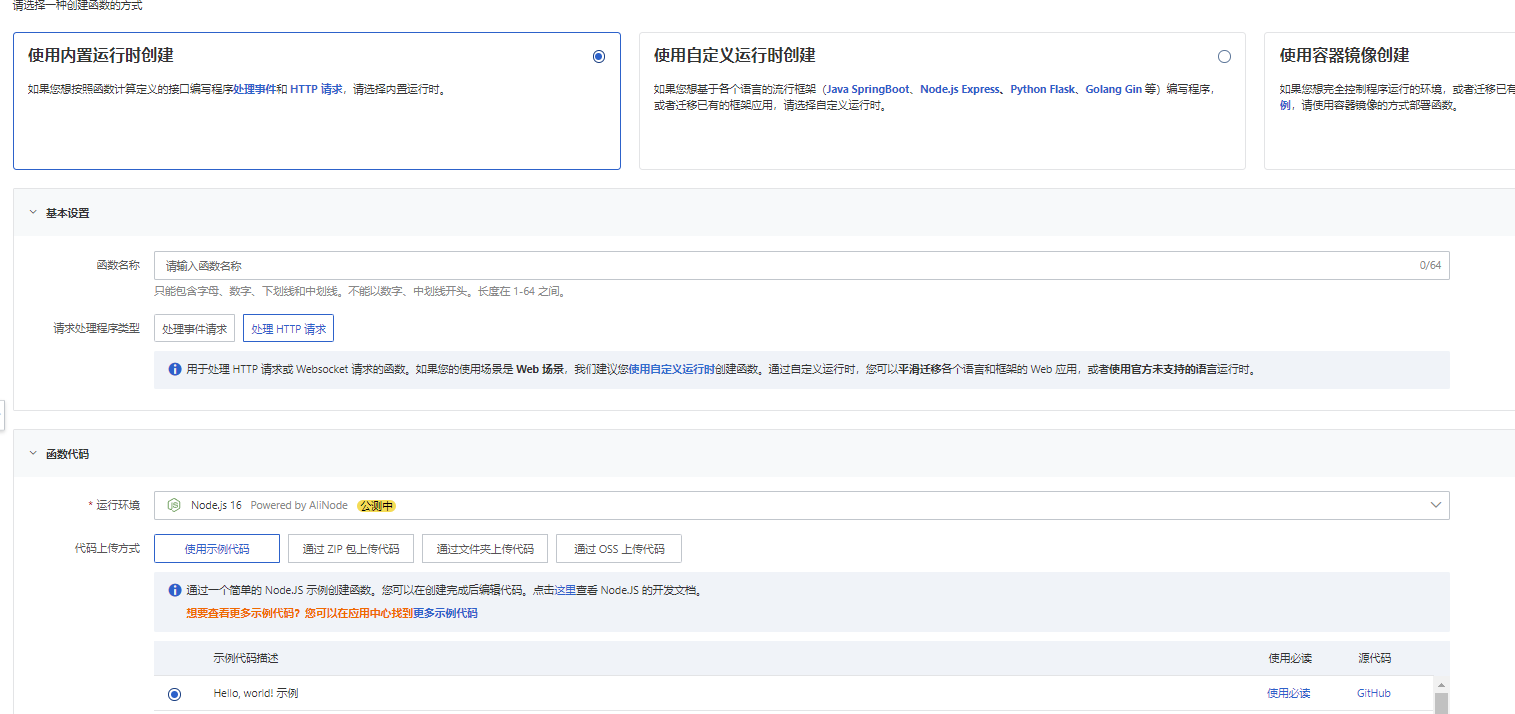 请选择一种创建函数的方式
使用内置运行时创建
如果您想按照函数计算定义的接口编写程序处理事件和 HTTP 请求，请选择内置运行时。
使用自定义运行时创建
如果您想基于各个语言的流行框架（Java SpringBoot、Node.js Express、Python Flask、Golang Gin 等）编写程序，
或者迁移已有的框架应用，请选择自定义运行时。
使用容器镜像创建
如果您想完全控制程序运行的环境，或者迁移已有
例，请使用容器镜像的方式部署函数。
基本设置
函数名称
请输入函数名称
0/64
只能包含字母、数字、下划线和中划线。不能以数字、中划线开头。长度在 1-64 之间。
请求处理程序类型
处理事件请求
处理 HTTP 请求
用于处理 HTTP 请求或 Websocket 请求的函数。如果您的使用场景是 Web 场景，我们建议您使用自定义运行时创建函数。通过自定义运行时，您可以平滑迁移各个语言和框架的 Web 应用，或者使用官方未支持的语言运行时。
函数代码
* 运行环境
Node.js 16 Powered by AliNode 公测中
代码上传方式
使用示例代码
通过 ZIP 包上传代码
通过文件夹上传代码
通过 OSS 上传代码
通过一个简单的 Node.JS 示例创建函数。您可以在创建完成后编辑代码。点击这里查看 Node.JS 的开发文档。
想要查看更多示例代码？您可以在应用中心找到更多示例代码
示例代码描述
使用必读
源代码
Hello, world! 示例
使用必读
GitHub